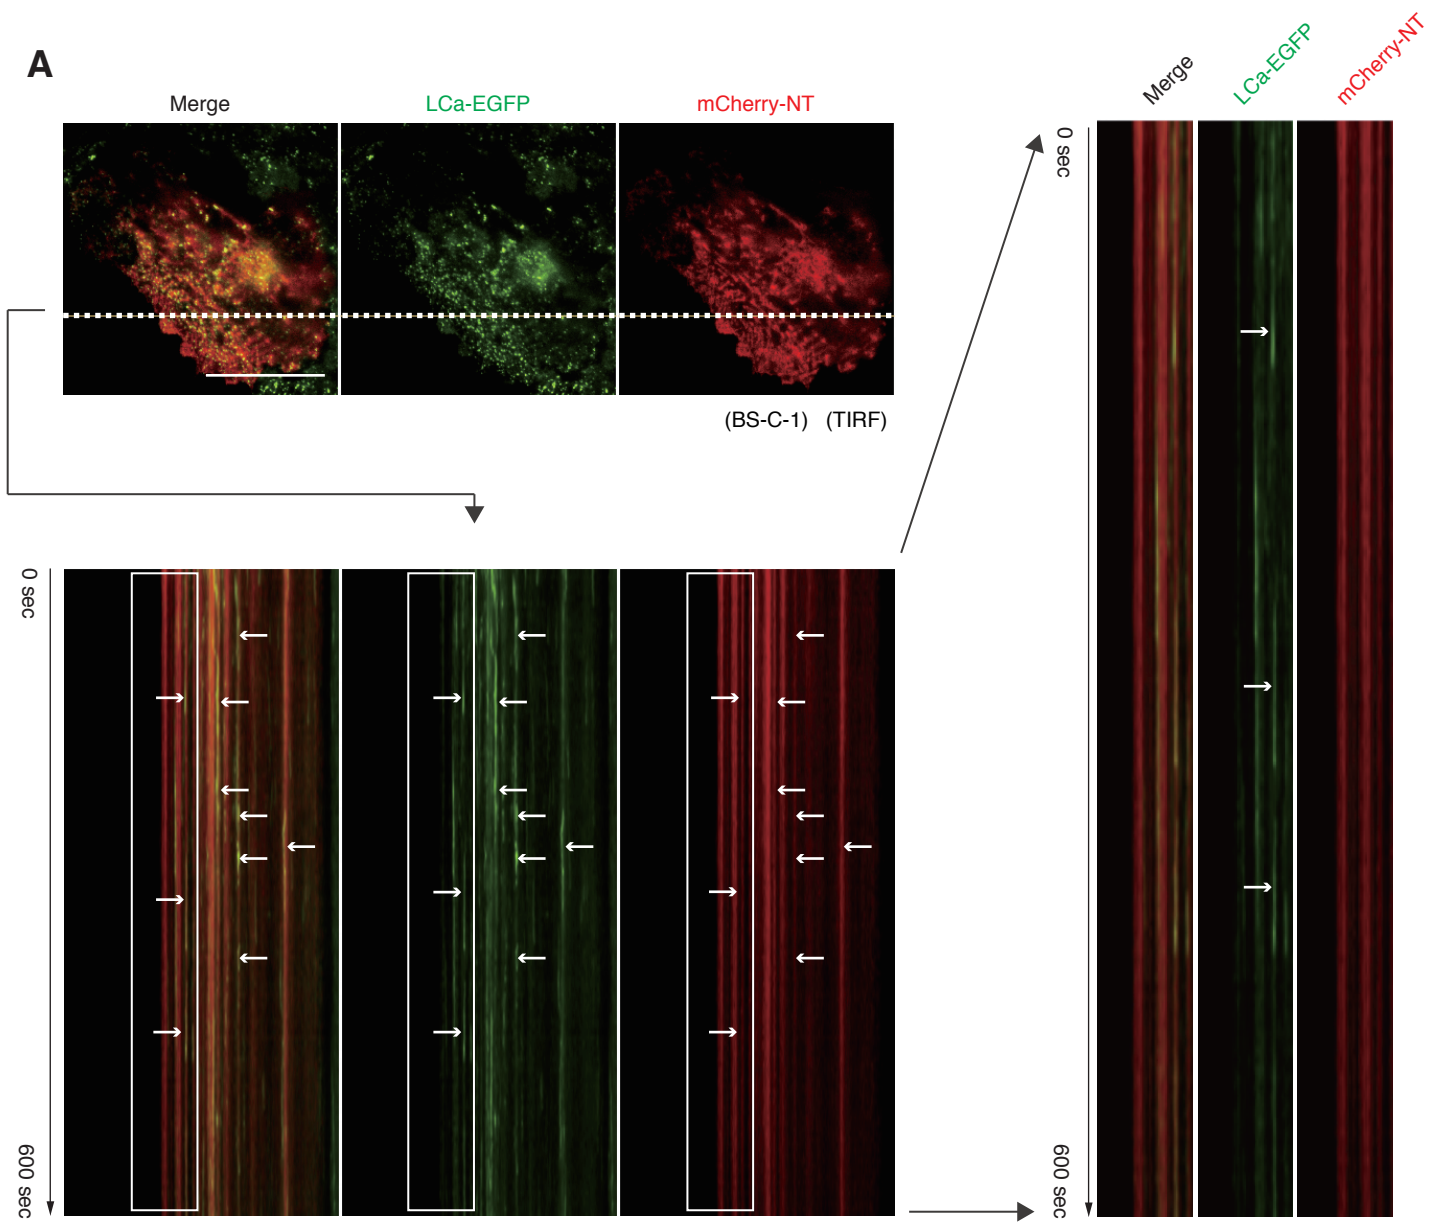 A
Merge
LCa-EGFP
mCherry-NT
(BS-C-1) (TIRF)
0 sec
600 sec
Merge
LCa-EGFP
mCherry-NT
0 sec
600 sec